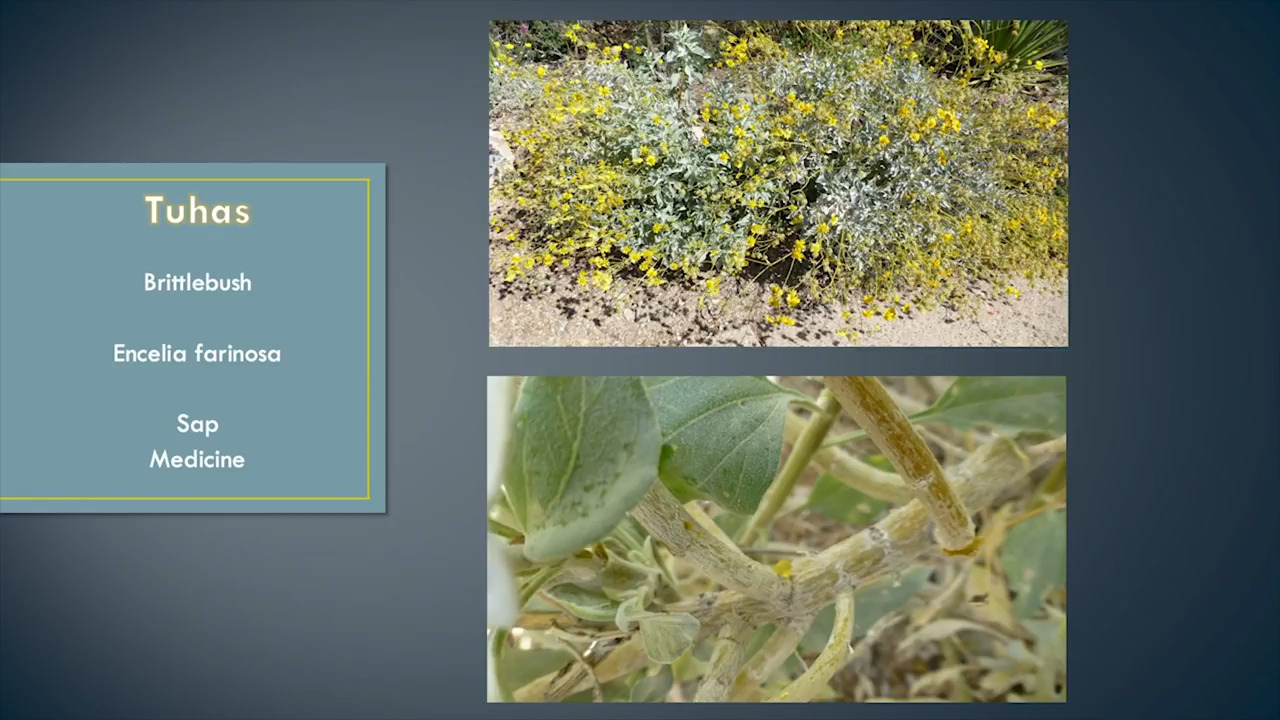 Tuhas
Brittlebush
Encelia farinosa
Sap
Medicine